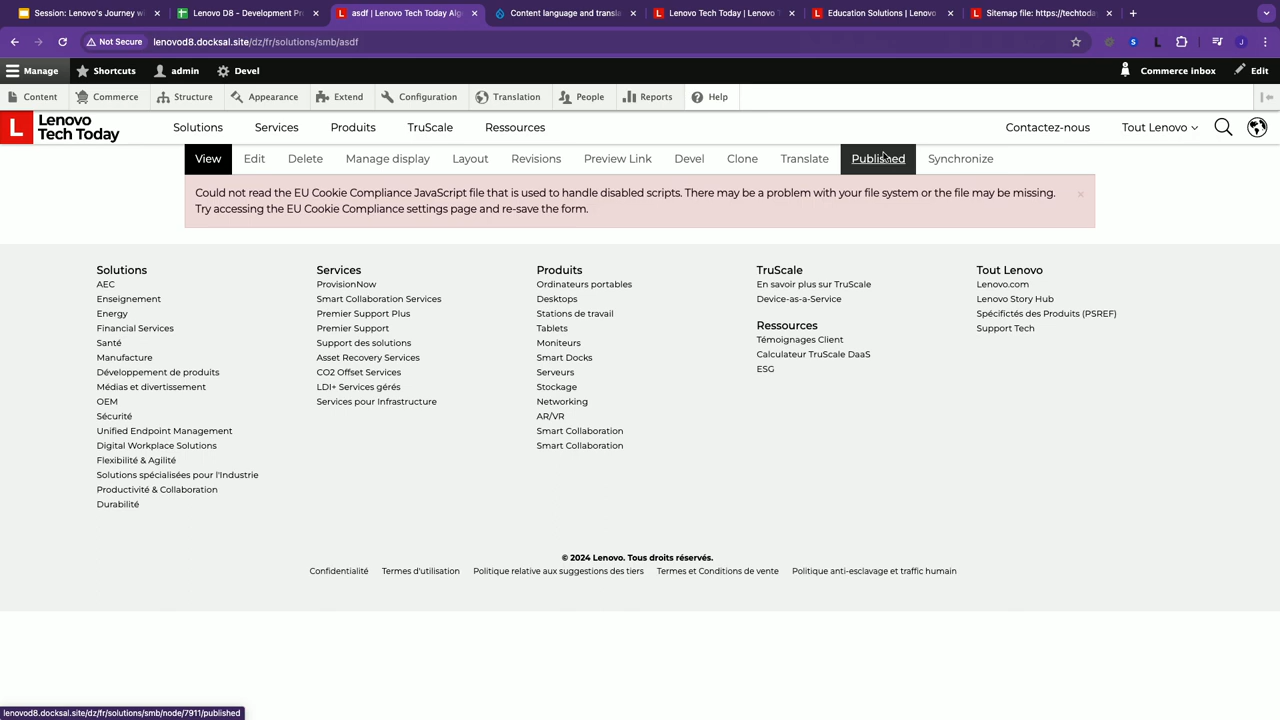 Session: Lenovo's Journey w
Lenovo D8 - Development Pr
asdf | Lenovo Tech Today Alg
Content language and transla
Lenovo Tech Today | Lenovo T
Education Solutions | Lenovo
Sitemap file: https://techtoda
Not Secure
lenovod8.docksal.site/dz/fr/solutions/smb/asdf
Manage
Shortcuts
admin
Devel
Commerce inbox
Edit
Content
Commerce
Structure
Appearance
Extend
Configuration
Translation
People
Reports
Help
L
Lenovo
Tech Today
Solutions
Services
Produits
TruScale
Ressources
Contactez-nous
Tout Lenovo
View
Edit
Delete
Manage display
Layout
Revisions
Preview Link
Devel
Clone
Translate
Published
Synchronize
Could not read the EU Cookie Compliance JavaScript file that is used to handle disabled scripts. There may be a problem with your file system or the file may be missing.
Try accessing the EU Cookie Compliance settings page and re-save the form.
Solutions
AEC
Enseignement
Energy
Financial Services
Santé
Manufacture
Développement de produits
Médias et divertissement
OEM
Sécurité
Unified Endpoint Management
Digital Workplace Solutions
Flexibilité & Agilité
Solutions spécialisées pour l'Industrie
Productivité & Collaboration
Durabilité
Services
ProvisionNow
Smart Collaboration Services
Premier Support Plus
Premier Support
Support des solutions
Asset Recovery Services
CO2 Offset Services
LDI+ Services gérés
Services pour Infrastructure
Produits
Ordinateurs portables
Desktops
Stations de travail
Tablets
Moniteurs
Smart Docks
Serveurs
Stockage
Networking
AR/VR
Smart Collaboration
Smart Collaboration
TruScale
En savoir plus sur TruScale
Device-as-a-Service
Ressources
Témoignages Client
Calculateur TruScale DaaS
ESG
Tout Lenovo
Lenovo.com
Lenovo Story Hub
Spécifictés des Produits (PSREF)
Support Tech
© 2024 Lenovo. Tous droits réservés.
Confidentialité
Termes d'utilisation
Politique relative aux suggestions des tiers
Termes et Conditions de vente
Politique anti-esclavage et traffic humain
lenovod8.docksal.site/dz/fr/solutions/smb/node/7911/published